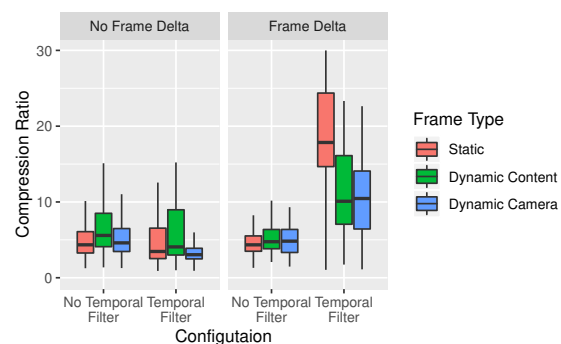 No Frame Delta
Frame Delta
Compression Ratio
30
20
10
0
No Temporal
Filter
Temporal
Filter
No Temporal
Filter
Temporal
Filter
Configutaion
Frame Type
Static
Dynamic Content
Dynamic Camera